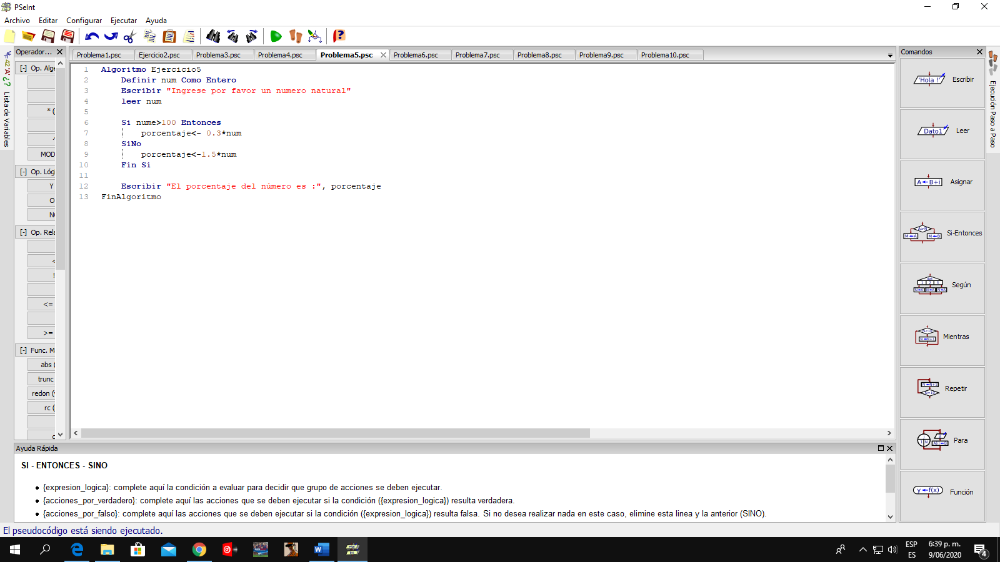 PSeInt
Archivo Editar Configurar Ejecutar Ayuda
Operador...
Problema1.psc Ejercicio2.psc Problema3.psc Problema4.psc Problema5.psc Problema6.psc Problema7.psc Problema8.psc Problema9.psc Problema10.psc
Comandos
Lista de Variables
[-] Op. Alge
* (
^
MOD
[-] Op. Lóg
Y
O
[-] Op. Rela
<
!
<=
>=
[-] Func. M
abs (
trunc
redon (
rc (
1 Algoritmo Ejercicio5
2 Definir num Como Entero
3 Escribir "Ingrese por favor un numero natural"
4 leer num
5
6 Si nume>100 Entonces
7 porcentaje<- 0.3*num
8 SiNo
9 porcentaje<-1.5*num
10 Fin Si
11
12 Escribir "El porcentaje del número es :", porcentaje
13 FinAlgoritmo
'Hola !' Escribir
Dato1 Leer
A←B+i Asignar
A>B M←A M←B Si-Entonces
Según
Mientras
Repetir
Para
y←f(x) Función
Ejecución Paso a Paso
Ayuda Rápida
SI - ENTONCES - SINO
• {expresion_logica}: complete aquí la condición a evaluar para decidir que grupo de acciones se deben ejecutar.
• {acciones_por_verdadero}: complete aquí las acciones que se deben ejecutar si la condición ({expresion_logica}) resulta verdadera.
• {acciones_por_falso}: complete aquí las acciones que se deben ejecutar si la condición ({expresion_logica}) resulta falsa. Si no desea realizar nada en este caso, elimine esta linea y la anterior (SINO).
El pseudocódigo está siendo ejecutado.
ESP
ES
6:39 p. m.
9/06/2020
4